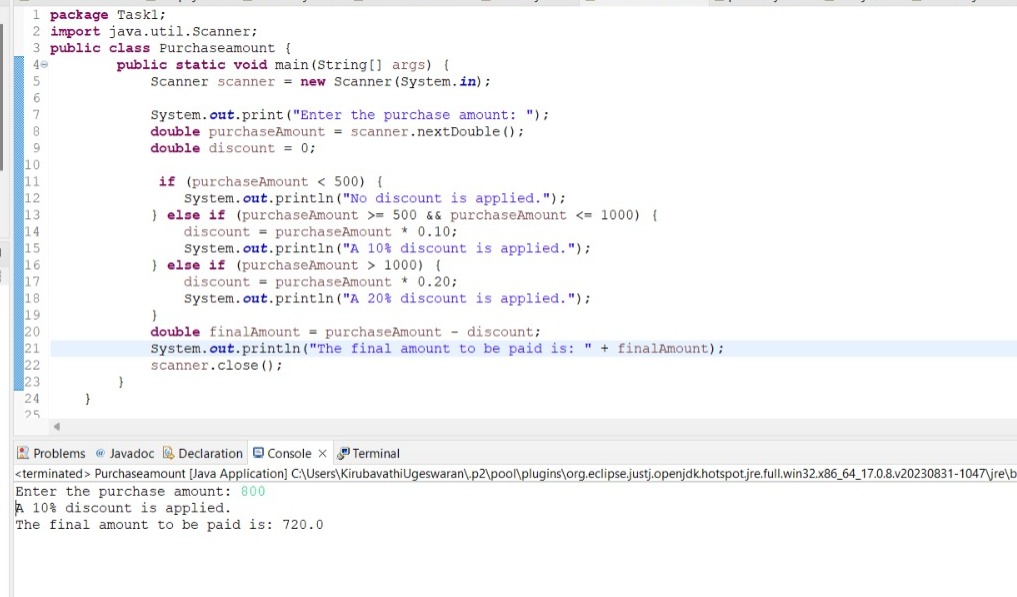 1 package Task1;
2 import java.util.Scanner;
3 public class Purchaseamount {
4 public static void main(String[] args) {
5 Scanner scanner = new Scanner(System.in);
6
7 System.out.print("Enter the purchase amount: ");
8 double purchaseAmount = scanner.nextDouble();
9 double discount = 0;
10
11 if (purchaseAmount < 500) {
12 System.out.println("No discount is applied.");
13 } else if (purchaseAmount >= 500 && purchaseAmount <= 1000) {
14 discount = purchaseAmount * 0.10;
15 System.out.println("A 10% discount is applied.");
16 } else if (purchaseAmount > 1000) {
17 discount = purchaseAmount * 0.20;
18 System.out.println("A 20% discount is applied.");
19 }
20 double finalAmount = purchaseAmount - discount;
21 System.out.println("The final amount to be paid is: " + finalAmount);
22 scanner.close();
23 }
24 }
25
Problems @ Javadoc Declaration Console × Terminal
<terminated> Purchaseamount [Java Application] C:\Users\KirubavathiUgeswaran\.p2\pool\plugins\org.eclipse.justj.openjdk.hotspot.jre.full.win32.x86_64_17.0.8.v20230831-1047\jre\b
Enter the purchase amount: 800
A 10% discount is applied.
The final amount to be paid is: 720.0